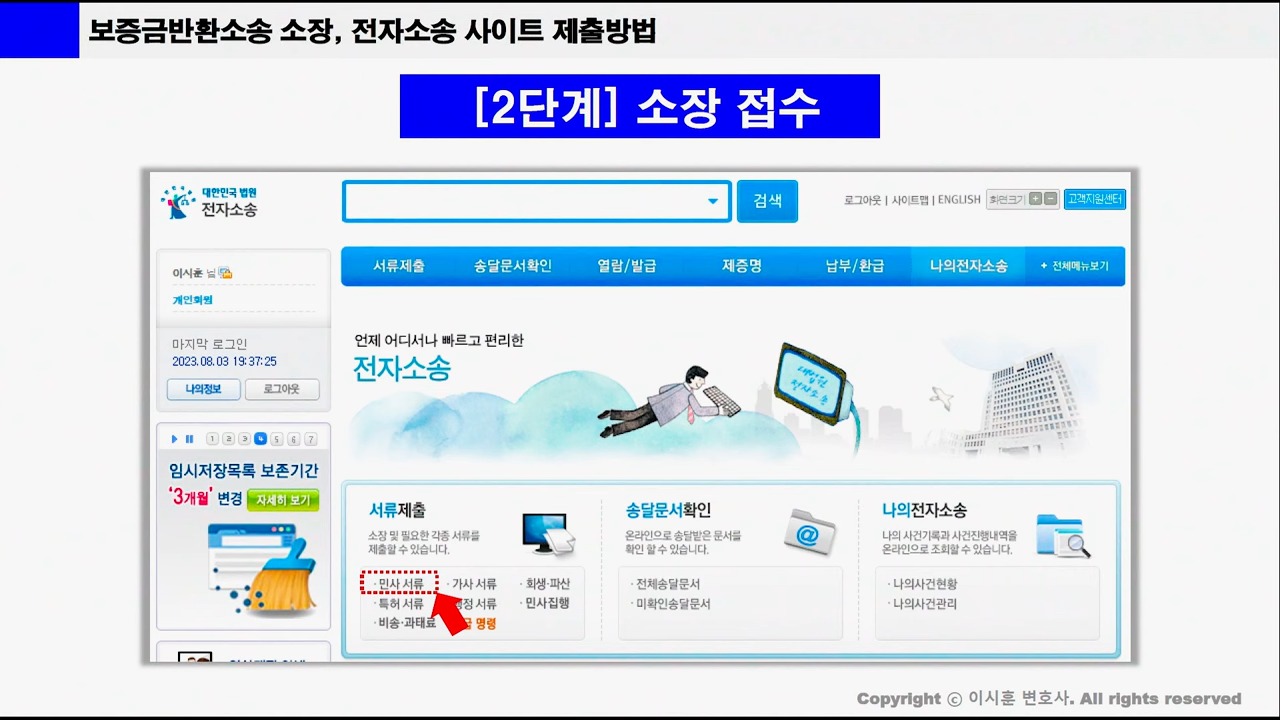 보증금반환소송 소장, 전자소송 사이트 제출방법
[2단계] 소장 접수
대한민국 법원
전자소송
검색
로그아웃 | 사이트맵 | ENGLISH 화면크기 + - 고객지원센터
이시훈 님
개인회원
마지막 로그인
2023.08.03 19:37:25
나의정보 로그아웃
서류제출 송달문서확인 열람/발급 제증명 납부/환급 나의전자소송 + 전체메뉴보기
언제 어디서나 빠르고 편리한
전자소송
대법원
전자소송
1 2 3 4 5 6 7
임시저장목록 보존기간
'3개월' 변경 자세히 보기
서류제출
소장 및 필요한 각종 서류를
제출할 수 있습니다.
·민사 서류 ·가사 서류 ·회생·파산
·특허 서류 서류 ·민사집행
·비송·과태료 명령
송달문서확인
온라인으로 송달받은 문서를
확인 할 수 있습니다.
·전체송달문서
·미확인송달문서
나의전자소송
나의 사건기록과 사건진행내역을
온라인으로 조회할 수 있습니다.
·나의사건현황
·나의사건관리
Copyright ⓒ 이시훈 변호사. All rights reserved